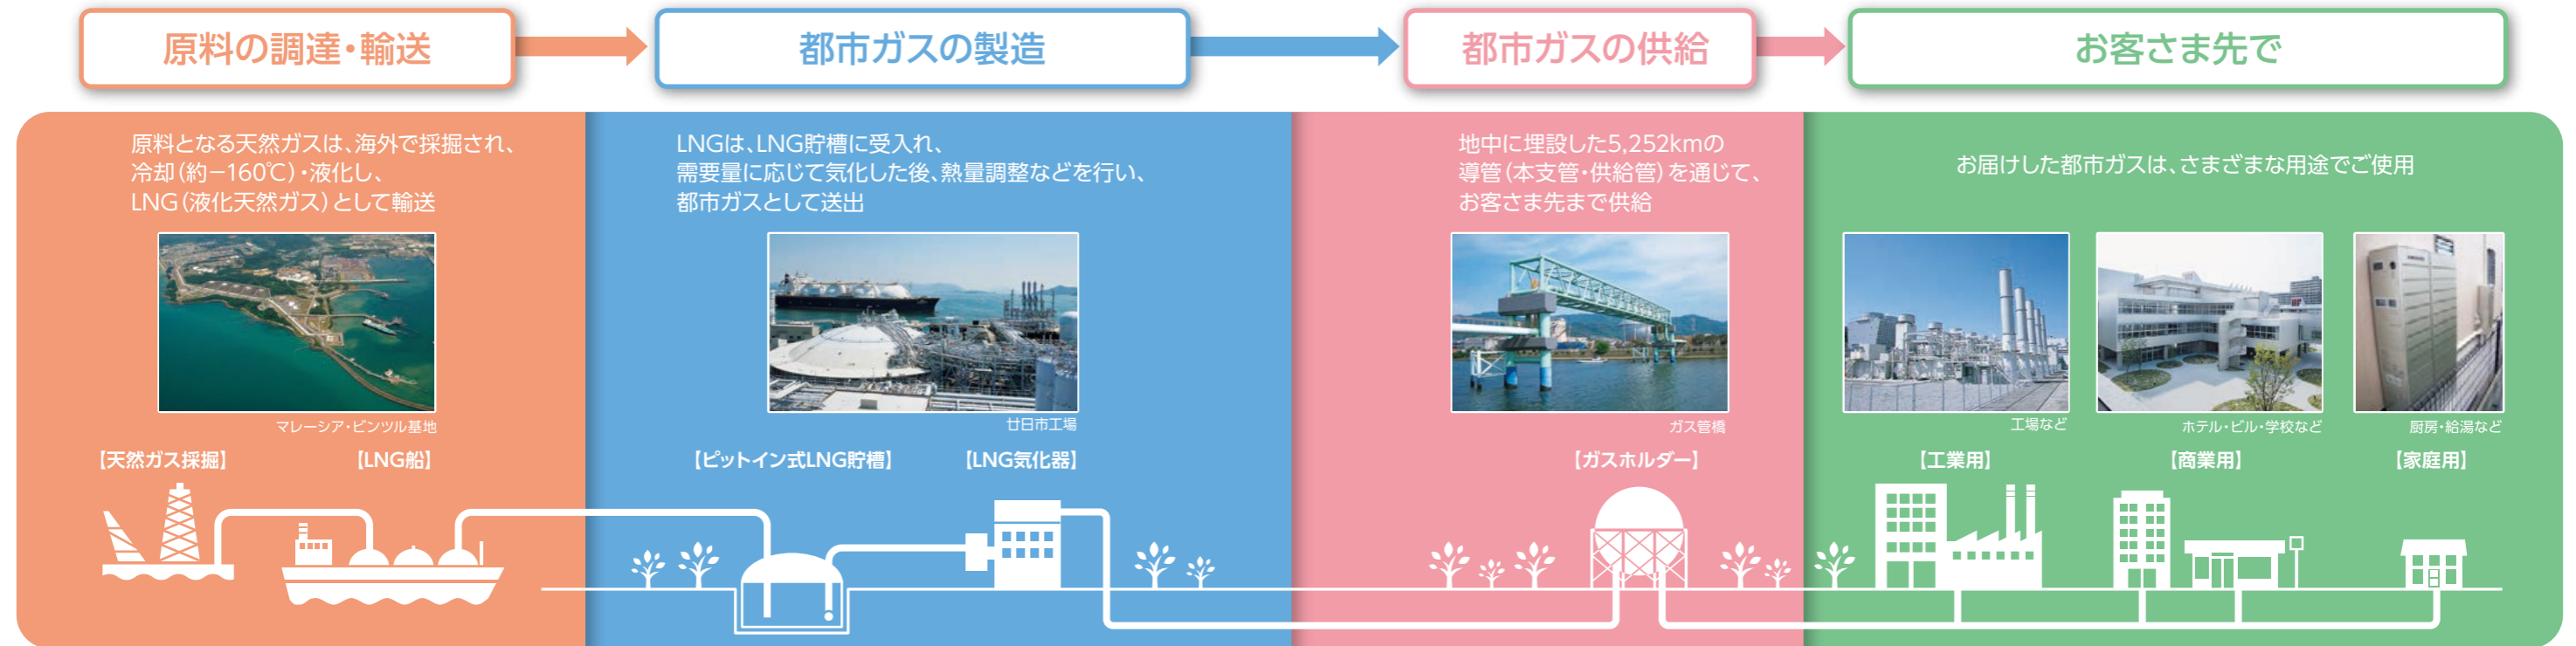 原料の調達・輸送
都市ガスの製造
都市ガスの供給
お客さま先で
原料となる天然ガスは、海外で採掘され、
冷却（約−160℃）・液化し、
LNG（液化天然ガス）として輸送
マレーシア・ビンツル基地
【天然ガス採掘】
【LNG船】
LNGは、LNG貯槽に受入れ、
需要量に応じて気化した後、熱量調整などを行い、
都市ガスとして送出
廿日市工場
【ピットイン式LNG貯槽】
【LNG気化器】
地中に埋設した5,252kmの
導管（本支管・供給管）を通じて、
お客さま先まで供給
ガス管橋
【ガスホルダー】
お届けした都市ガスは、さまざまな用途でご使用
工場など
ホテル・ビル・学校など
厨房・給湯など
【工業用】
【商業用】
【家庭用】